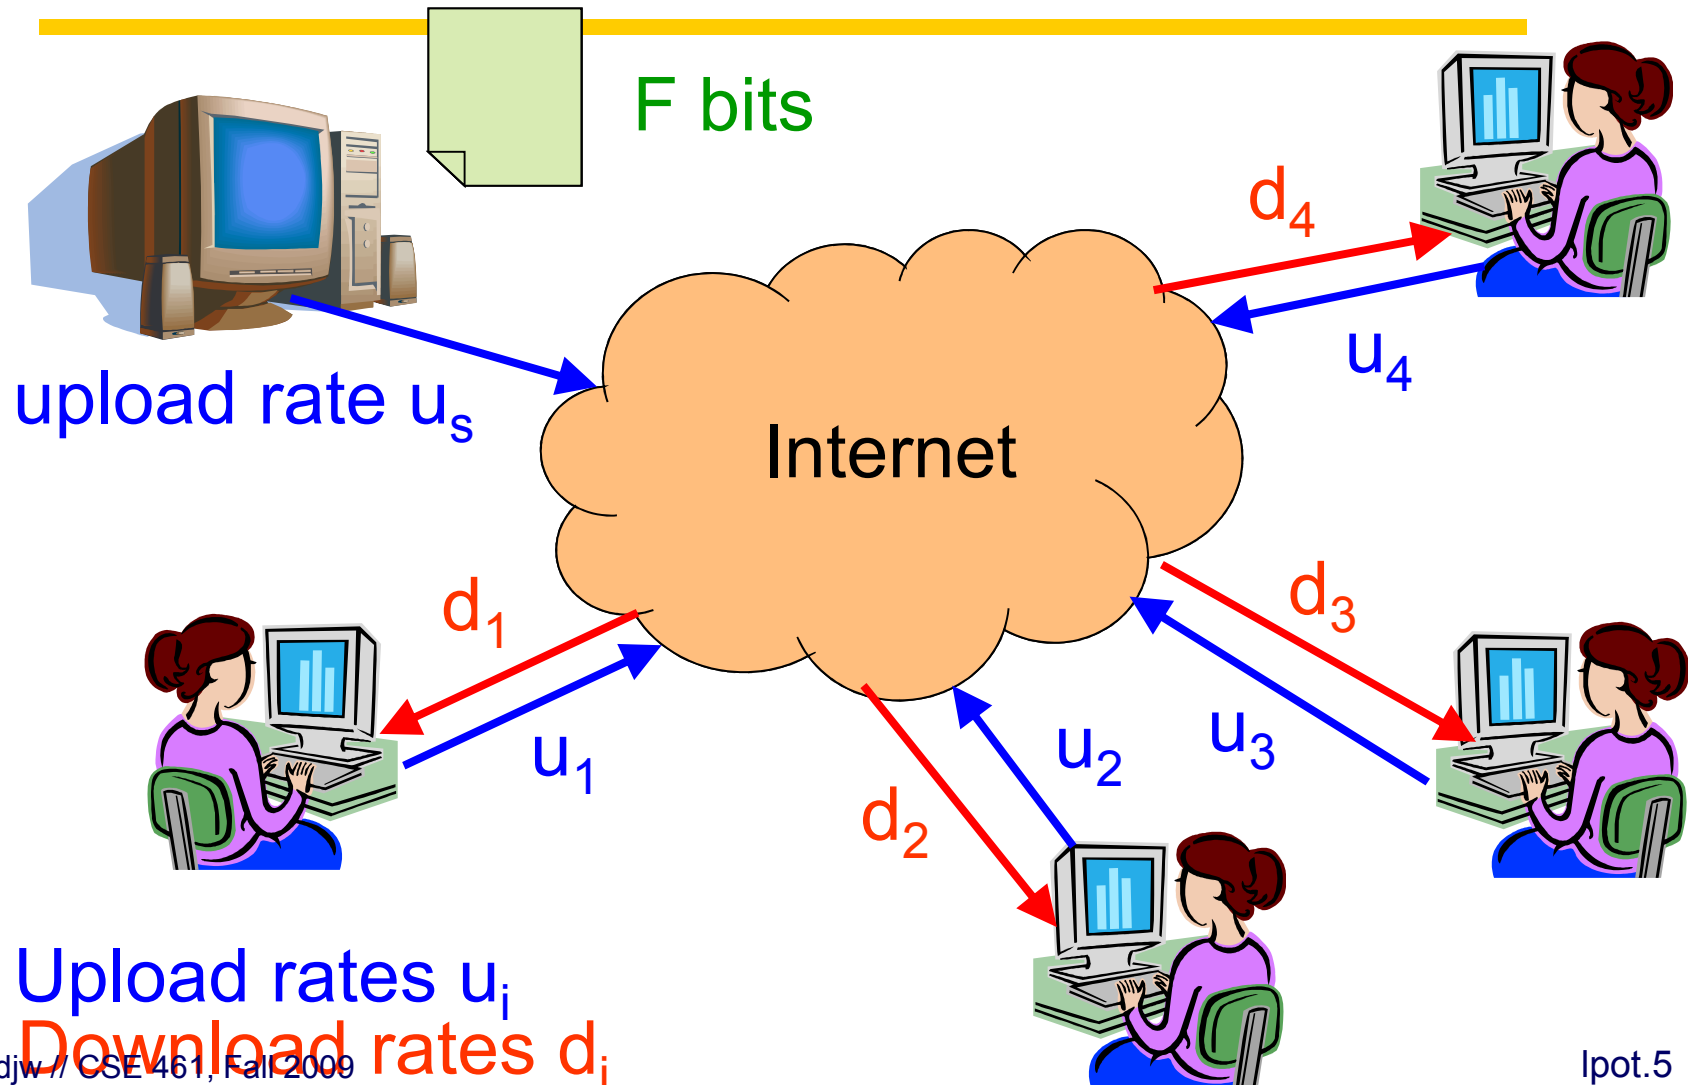 F bits
d4
u4
upload rate us
Internet
d1
d3
u1
u2
u3
d2
Upload rates ui
Download rates di
djw // CSE 461, Fall 2009
lpot.5